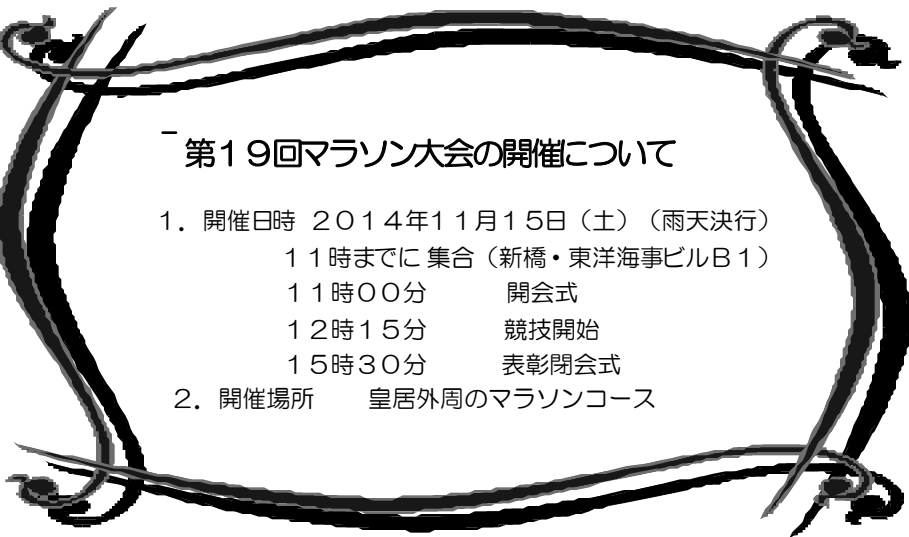 第１９回マラソン大会の開催について
１．開催日時 ２０１４年１１月１５日（土）（雨天決行）
１１時までに 集合（新橋・東洋海事ビルＢ１）
１１時００分 開会式
１２時１５分 競技開始
１５時３０分 表彰閉会式
２．開催場所 皇居外周のマラソンコース